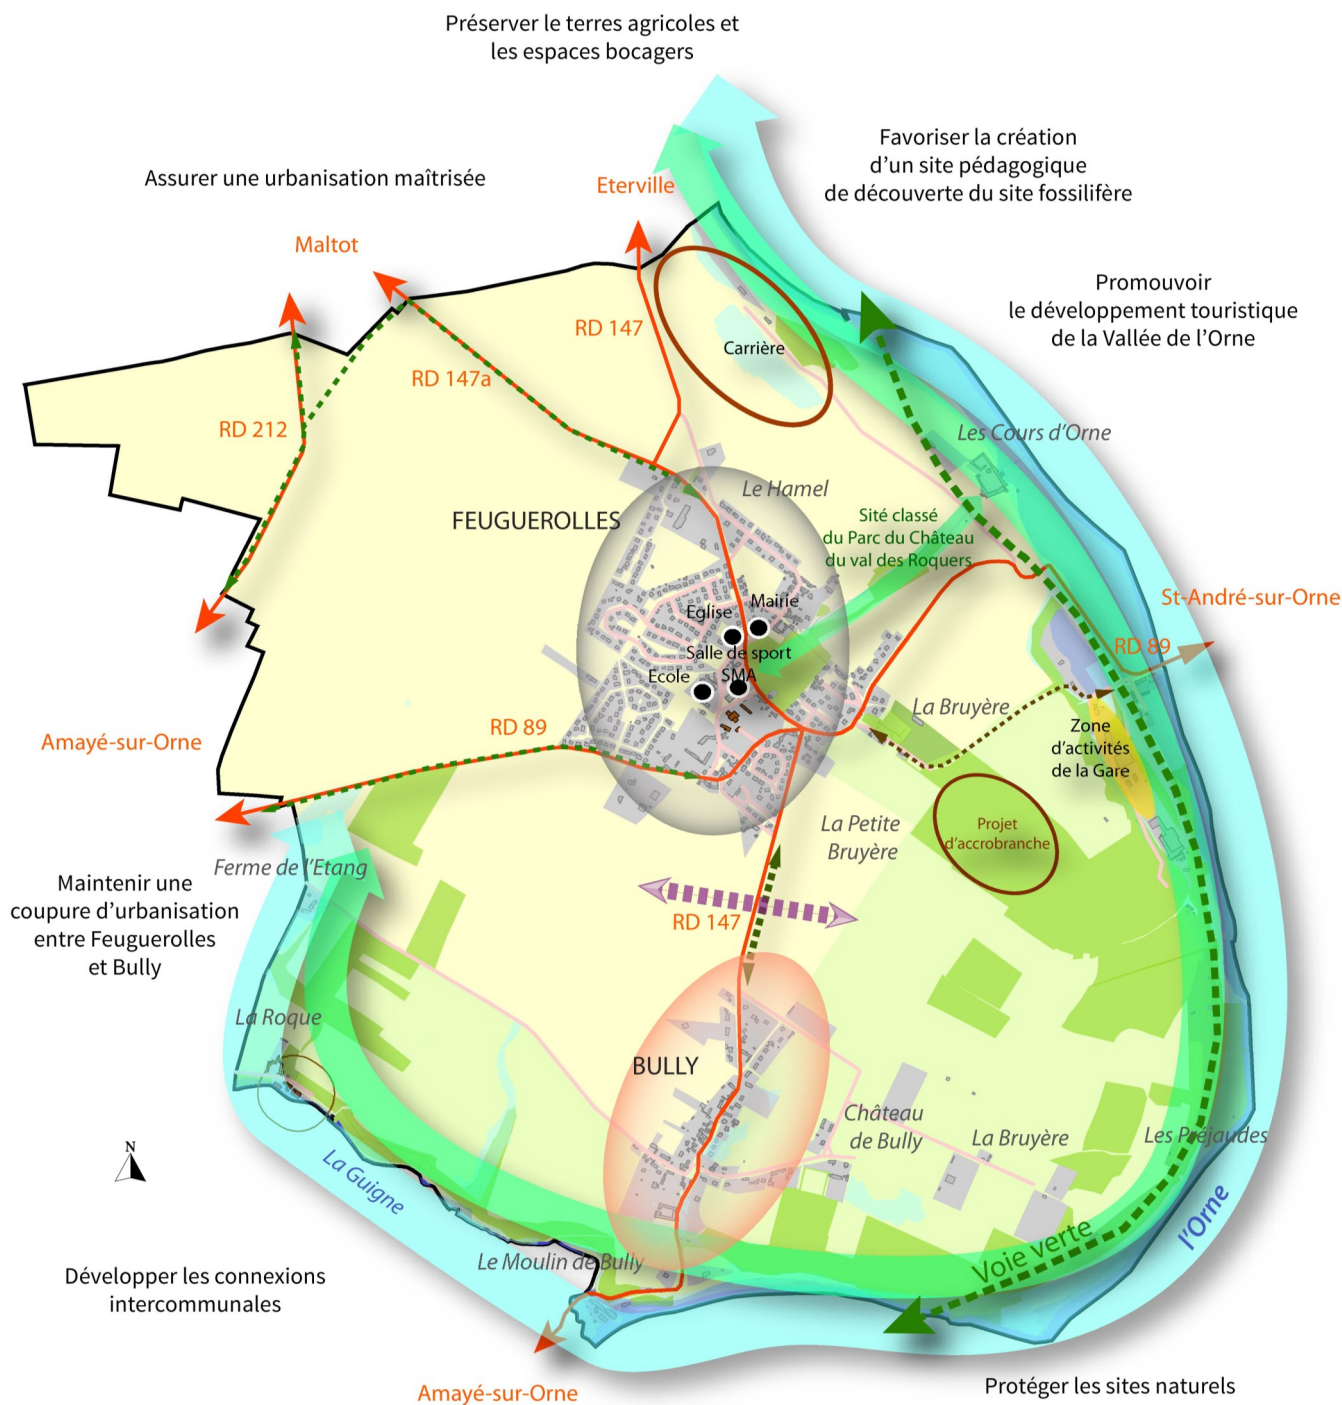 Préserver le terres agricoles et
les espaces bocagers
Favoriser la création
d'un site pédagogique
de découverte du site fossilifère
Assurer une urbanisation maîtrisée
Eterville
Maltot
Promouvoir
le développement touristique
de la Vallée de l'Orne
RD 147
Carrière
RD 147a
RD 212
Les Cours d'Orne
Le Hamel
FEUGUEROLLES
Sité classé
du Parc du Château
du val des Roquers
St-André-sur-Orne
Mairie
Eglise
RD 89
Salle de sport
Ecole
SMA
La Bruyère
RD 89
Amayé-sur-Orne
Zone
d'activités
de la Gare
La Petite
Bruyère
Projet
d'accrobranche
Ferme de l'Etang
Maintenir une
coupure d'urbanisation
entre Feuguerolles
et Bully
RD 147
La Roque
BULLY
Château
de Bully
La Bruyère
Les Préjaudes
N
La Guigne
l'Orne
Voie verte
Le Moulin de Bully
Développer les connexions
intercommunales
Amayé-sur-Orne
Protéger les sites naturels